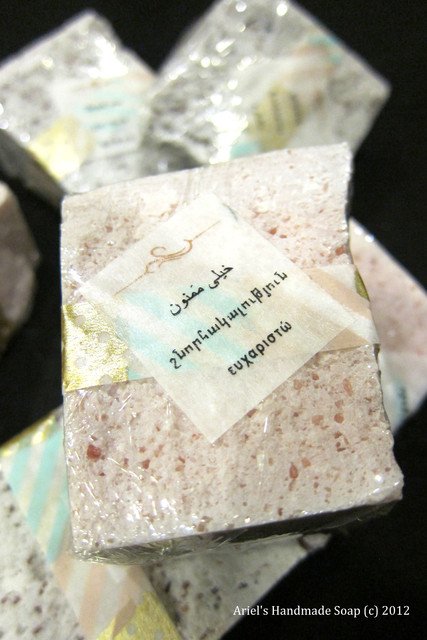 خیلی ممنون
շնորհակալություն
ευχαριστώ
Ariel's Handmade Soap (c) 2012